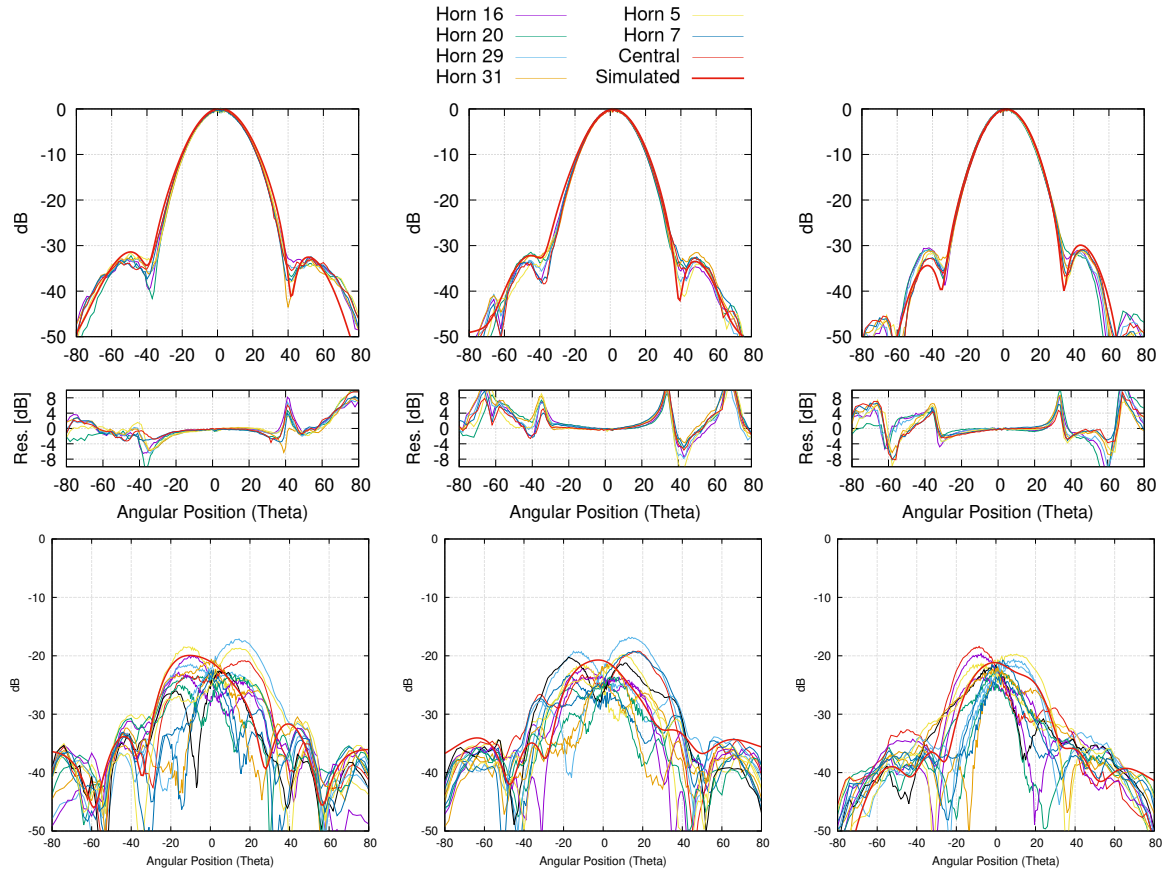 Horn 16 Horn 5
Horn 20 Horn 7
Horn 29 Central
Horn 31 Simulated
0 0 0
-10 -10 -10
dB dB dB
-20 -20 -20
-30 -30 -30
-40 -40 -40
-50 -50 -50
-80 -60 -40 -20 0 20 40 60 80 -80 -60 -40 -20 0 20 40 60 80 -80 -60 -40 -20 0 20 40 60 80
Res. [dB] Res. [dB] Res. [dB]
8 8 8
4 4 4
0 0 0
-4 -4 -4
-8 -8 -8
-80 -60 -40 -20 0 20 40 60 80 -80 -60 -40 -20 0 20 40 60 80 -80 -60 -40 -20 0 20 40 60 80
Angular Position (Theta) Angular Position (Theta) Angular Position (Theta)
0 0 0
-10 -10 -10
-20 -20 -20
dB dB dB
-30 -30 -30
-40 -40 -40
-50 -50 -50
-80 -60 -40 -20 0 20 40 60 80 -80 -60 -40 -20 0 20 40 60 80 -80 -60 -40 -20 0 20 40 60 80
Angular Position (Theta) Angular Position (Theta) Angular Position (Theta)